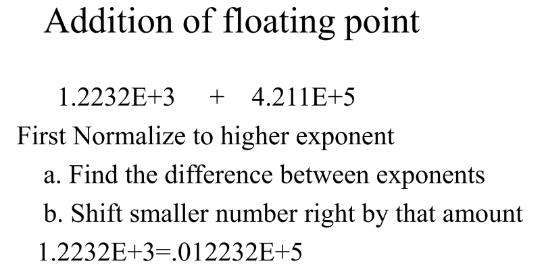 Addition of floating point
1.2232E+3 + 4.211E+5
First Normalize to higher exponent
a. Find the difference between exponents
b. Shift smaller number right by that amount
1.2232E+3=.012232E+5